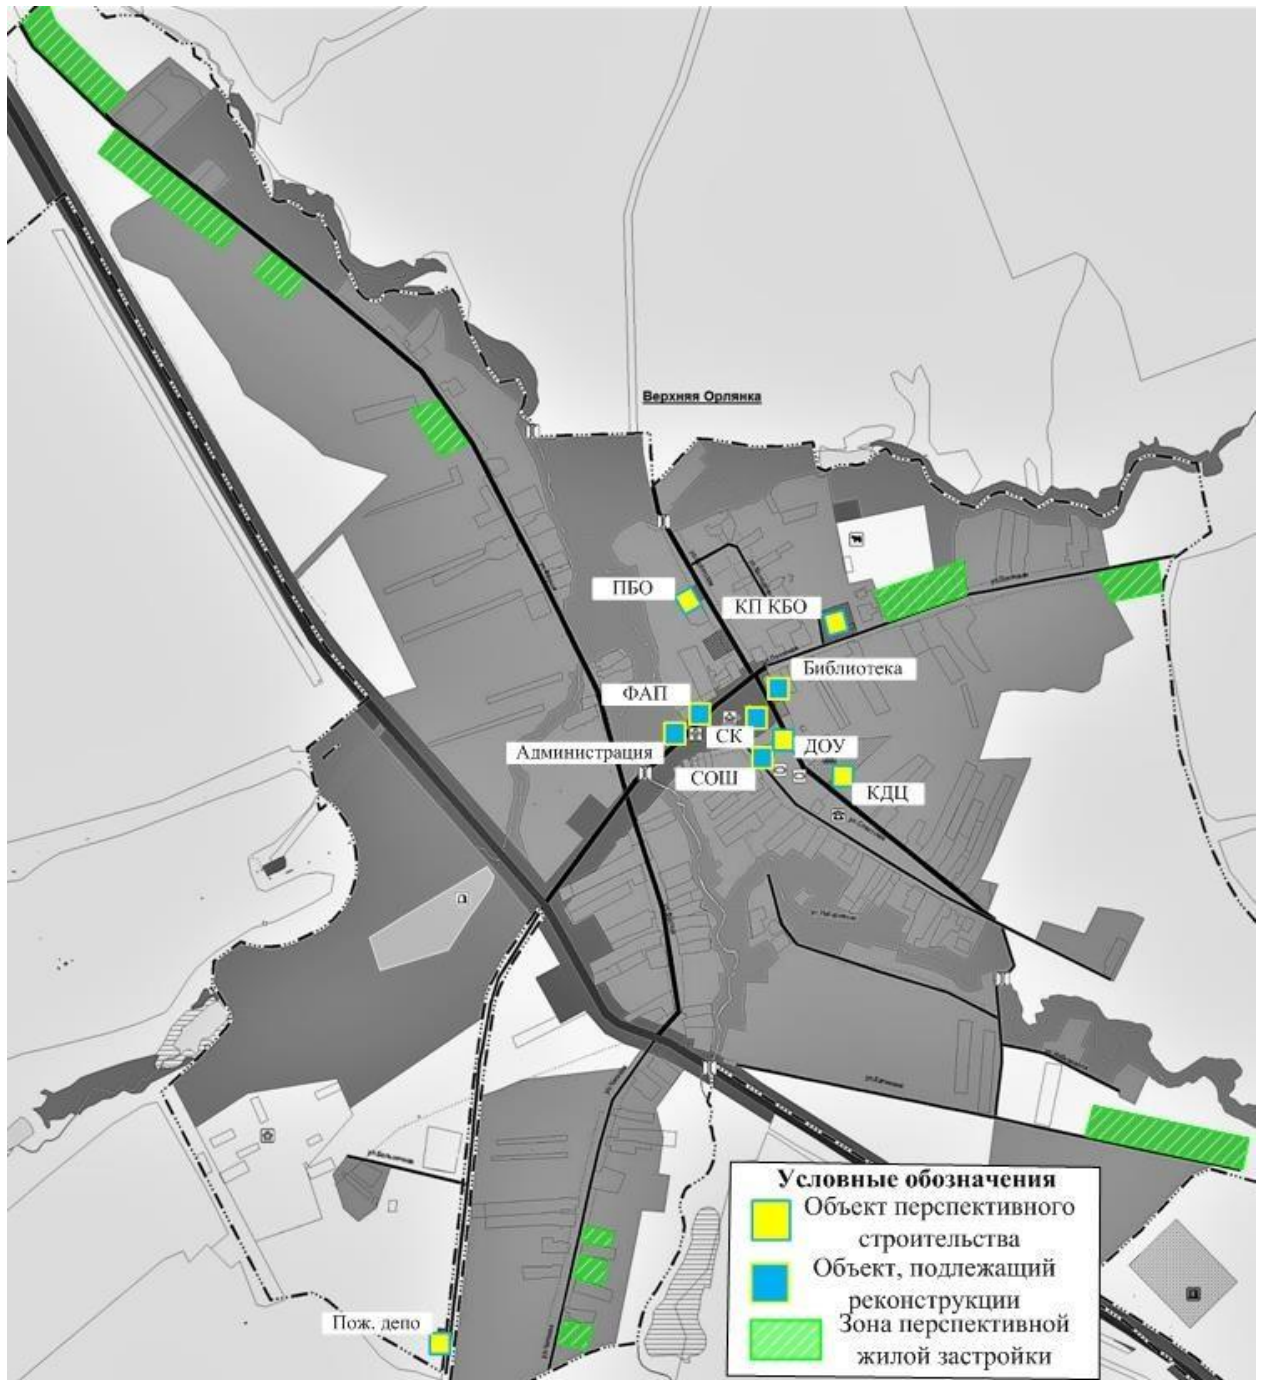 Верхняя Орлянка
ПБО
КП КБО
Библиотека
ФАП
СК
Администрация
ДОУ
СОШ
КДЦ
Пож. депо
Условные обозначения
Объект перспективного
строительства
Объект, подлежащий
реконструкции
Зона перспективной
жилой застройки